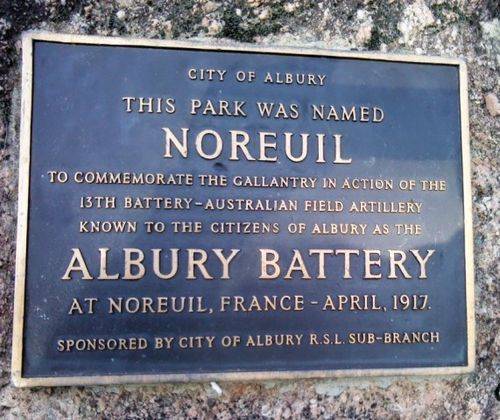 CITY OF ALBURY
THIS PARK WAS NAMED
NOREUIL
TO COMMEMORATE THE GALLANTRY IN ACTION OF THE
13TH BATTERY-AUSTRALIAN FIELD ARTILLERY
KNOWN TO THE CITIZENS OF ALBURY AS THE
ALBURY BATTERY
AT NOREUIL, FRANCE - APRIL, 1917.
SPONSORED BY CITY OF ALBURY R.S.L. SUB-BRANCH